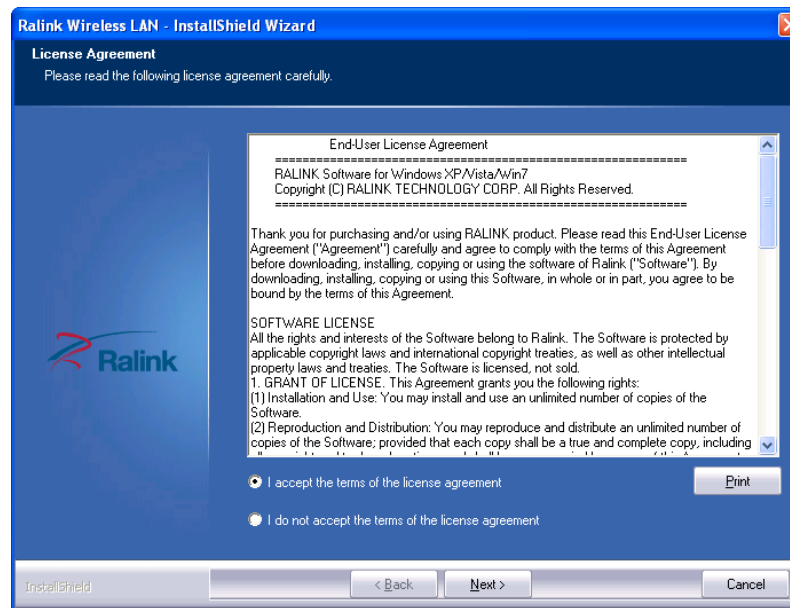 Ralink Wireless LAN - InstallShield Wizard
License Agreement
Please read the following license agreement carefully.
End-User License Agreement
============================================================
RALINK Software for Windows XP/Vista/Win7
Copyright (C) RALINK TECHNOLOGY CORP. All Rights Reserved.
============================================================
Thank you for purchasing and/or using RALINK product. Please read this End-User License
Agreement ("Agreement") carefully and agree to comply with the terms of this Agreement
before downloading, installing, copying or using the software of Ralink ("Software"). By
downloading, installing, copying or using this Software, in whole or in part, you agree to be
bound by the terms of this Agreement.
SOFTWARE LICENSE
All the rights and interests of the Software belong to Ralink. The Software is protected by
applicable copyright laws and international copyright treaties, as well as other intellectual
property laws and treaties. The Software is licensed, not sold.
1. GRANT OF LICENSE. This Agreement grants you the following rights:
(1) Installation and Use: You may install and use an unlimited number of copies of the
Software.
(2) Reproduction and Distribution: You may reproduce and distribute an unlimited number of
copies of the Software; provided that each copy shall be a true and complete copy, including
Ralink
I accept the terms of the license agreement
Print
I do not accept the terms of the license agreement
InstallShield
< Back
Next >
Cancel